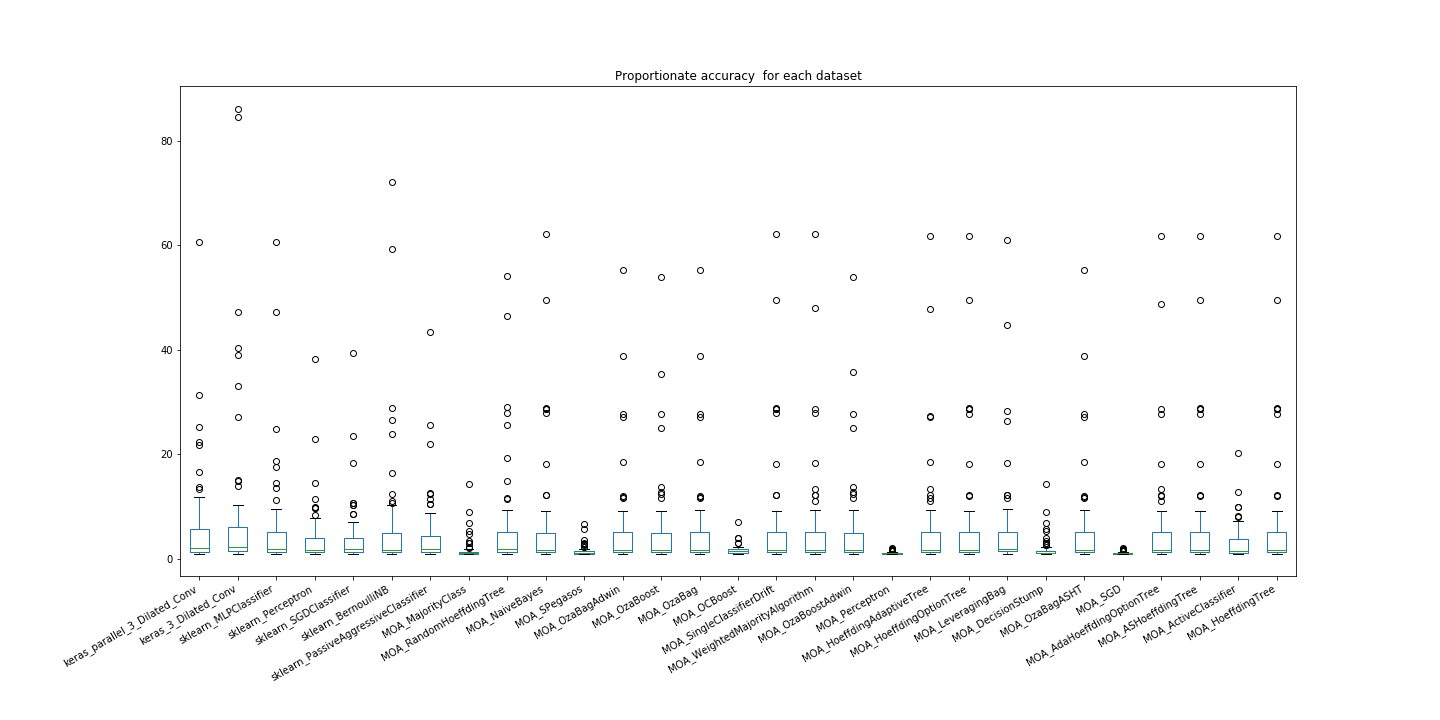 Proportionate accuracy  for each dataset
80
60
40
20
0
keras_parallel_3_Dilated_Conv
keras_3_Dilated_Conv
sklearn_MLPClassifier
sklearn_Perceptron
sklearn_SGDClassifier
sklearn_BernoulliNB
sklearn_PassiveAggressiveClassifier
MOA_MajorityClass
MOA_RandomHoeffdingTree
MOA_NaiveBayes
MOA_SPegasos
MOA_OzaBagAdwin
MOA_OzaBoost
MOA_OzaBag
MOA_OCBoost
MOA_SingleClassifierDrift
MOA_WeightedMajorityAlgorithm
MOA_OzaBoostAdwin
MOA_Perceptron
MOA_HoeffdingAdaptiveTree
MOA_HoeffdingOptionTree
MOA_LeveragingBag
MOA_DecisionStump
MOA_OzaBagASHT
MOA_SGD
MOA_AdaHoeffdingOptionTree
MOA_ASHoeffdingTree
MOA_ActiveClassifier
MOA_HoeffdingTree